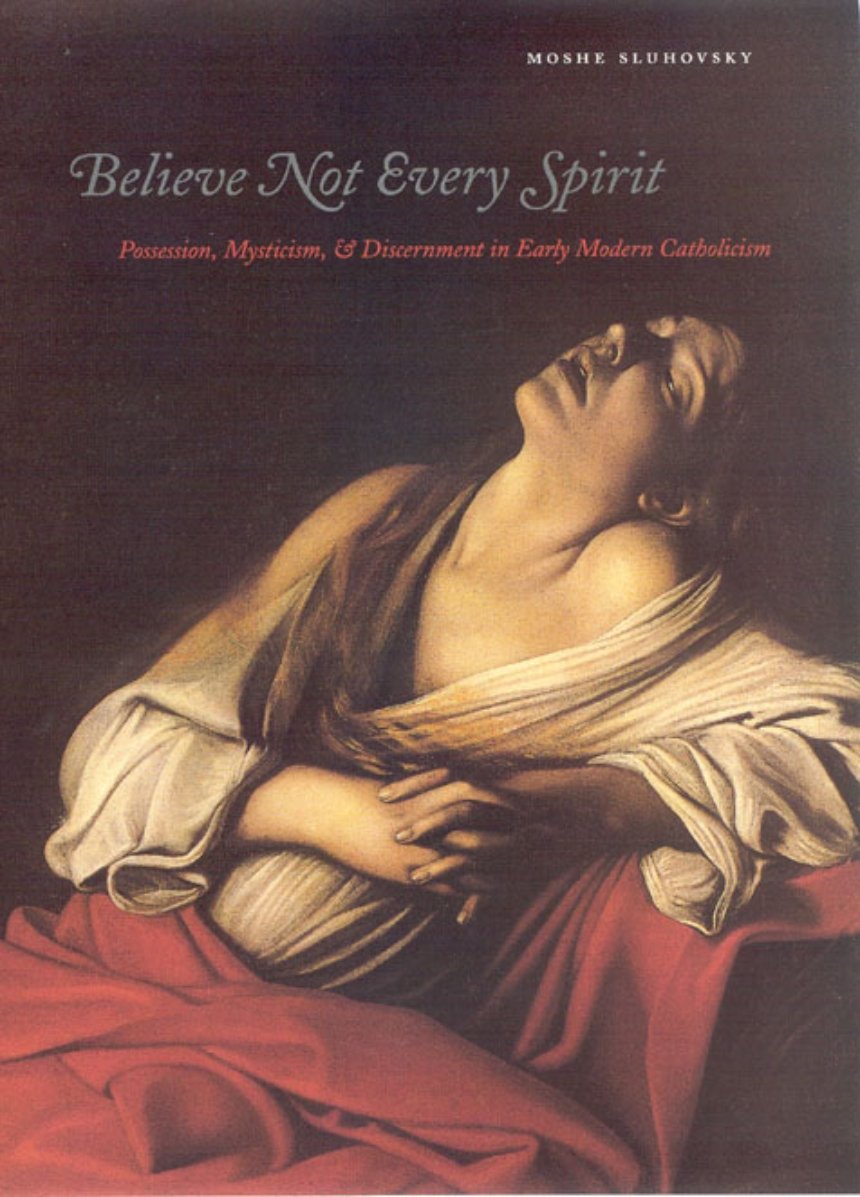 MOSHE SLUHOVSKY
Believe Not Every Spirit
Possession, Mysticism, & Discernment in Early Modern Catholicism